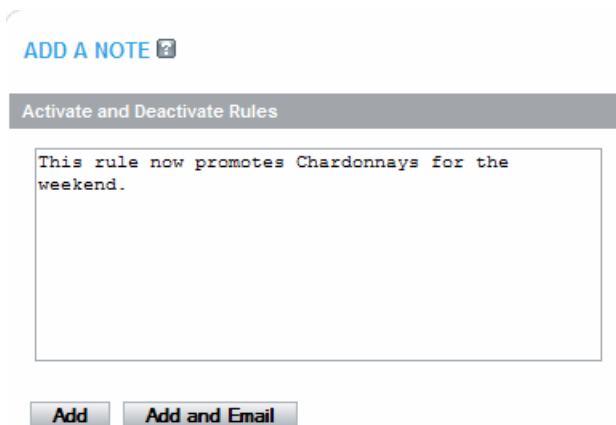 ADD A NOTE ?
Activate and Deactivate Rules
This rule now promotes Chardonnays for the
weekend.
Add Add and Email